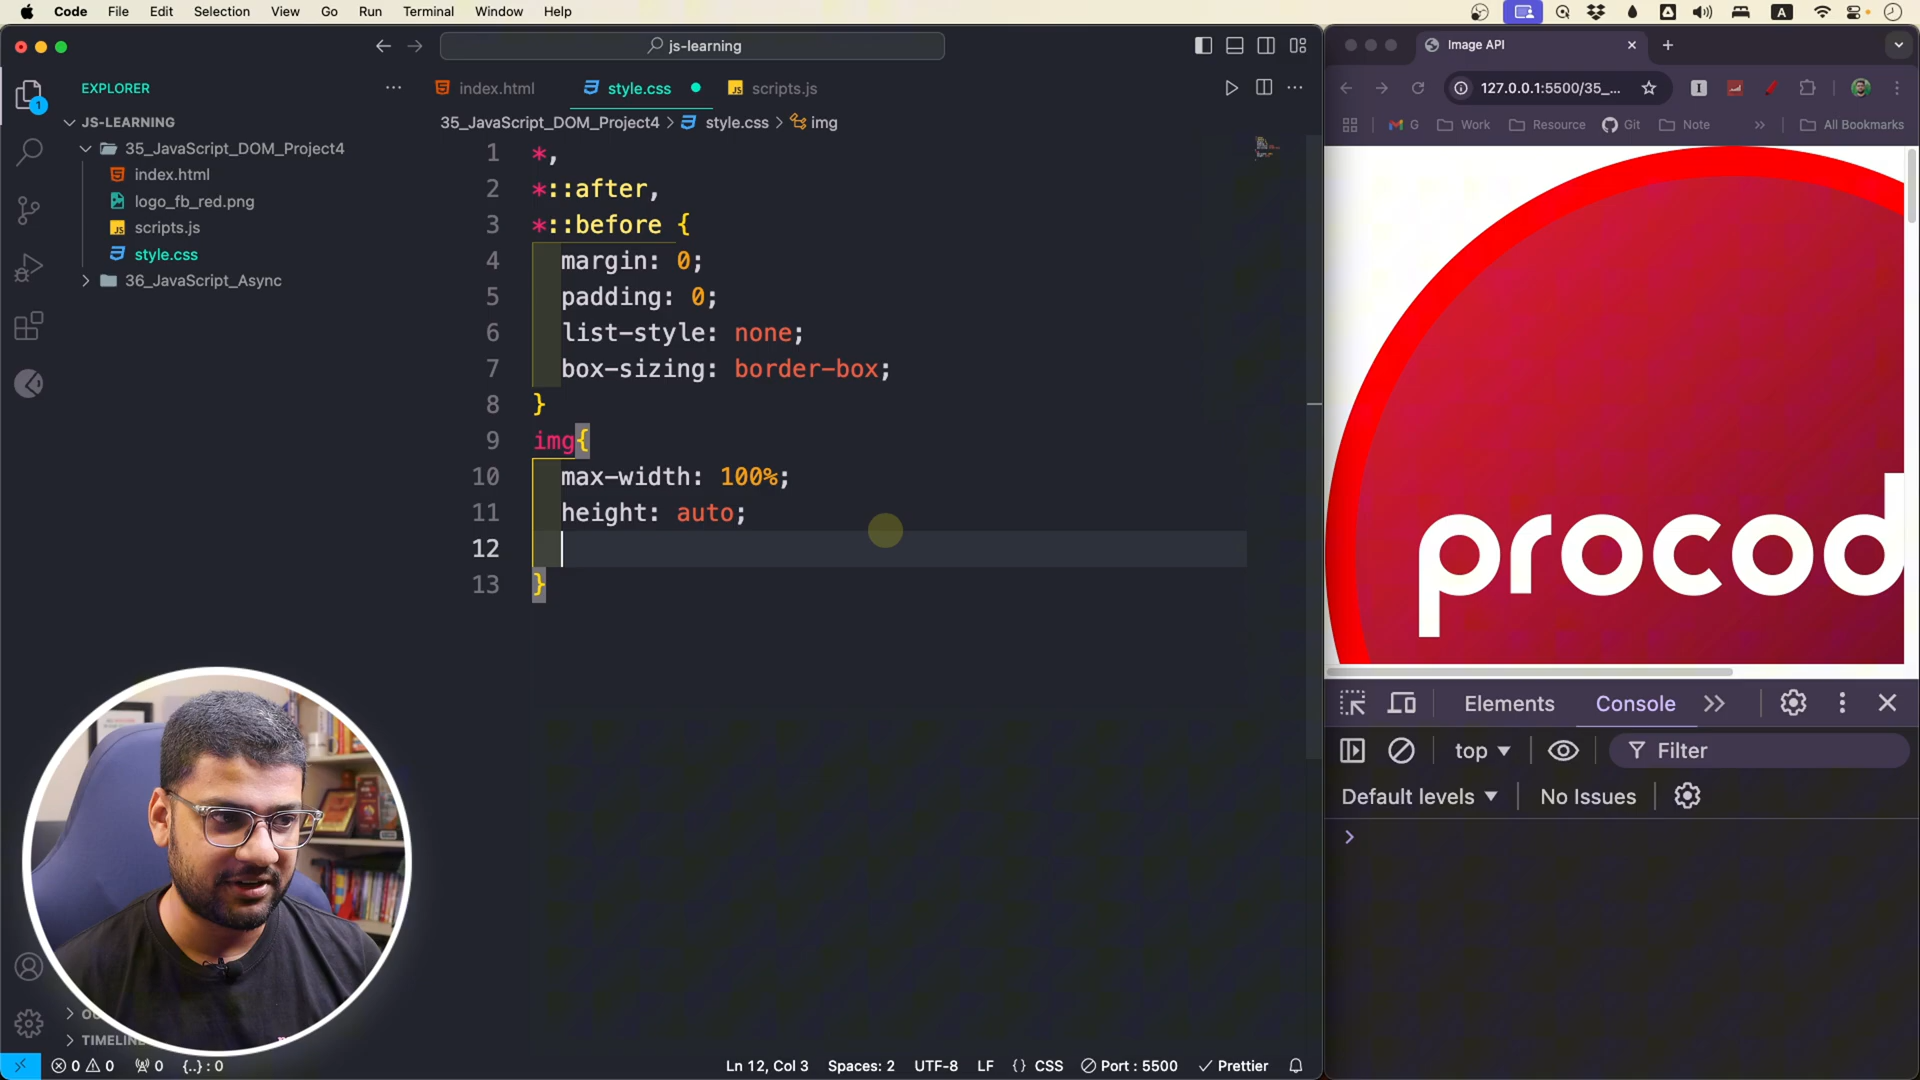 Code File Edit Selection View Go Run Terminal Window Help
js-learning
EXPLORER
JS-LEARNING
35_JavaScript_DOM_Project4
index.html
logo_fb_red.png
scripts.js
style.css
36_JavaScript_Async
TIMELINE
index.html style.css scripts.js
35_JavaScript_DOM_Project4 > style.css > img
1 *,
2 *::after,
3 *::before {
4 margin: 0;
5 padding: 0;
6 list-style: none;
7 box-sizing: border-box;
8 }
9 img{
10 max-width: 100%;
11 height: auto;
12
13 }
0 0 0 {..} : 0
Ln 12, Col 3 Spaces: 2 UTF-8 LF {} CSS Port : 5500 Prettier
Image API
127.0.0.1:5500/35_...
G Work Resource Git Note » All Bookmarks
procod
Elements Console
top Filter
Default levels No Issues